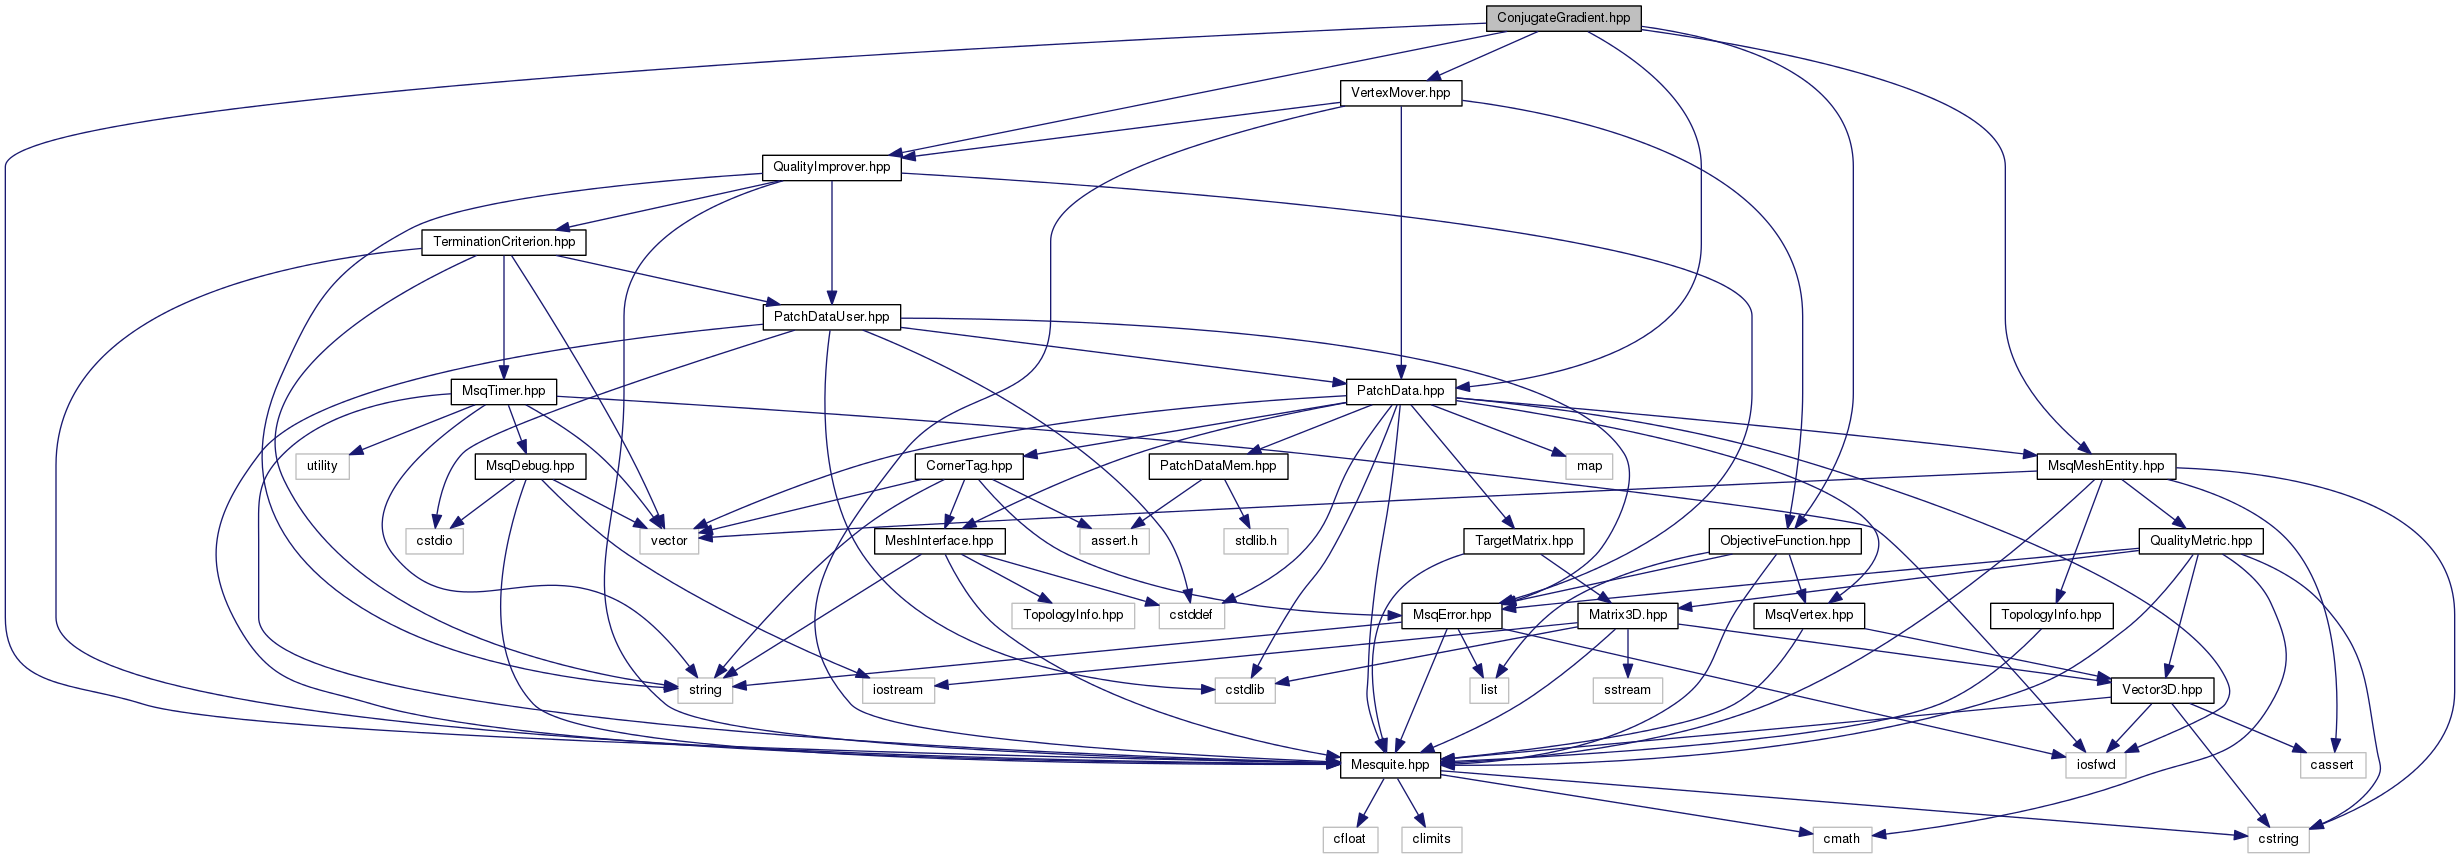 ConjugateGradient.hpp
VertexMover.hpp
QualityImprover.hpp
TerminationCriterion.hpp
PatchDataUser.hpp
MsqTimer.hpp
PatchData.hpp
utility
MsqDebug.hpp
CornerTag.hpp
PatchDataMem.hpp
map
MsqMeshEntity.hpp
cstdio
vector
MeshInterface.hpp
assert.h
stdlib.h
TargetMatrix.hpp
ObjectiveFunction.hpp
QualityMetric.hpp
TopologyInfo.hpp
cstddef
MsqError.hpp
Matrix3D.hpp
MsqVertex.hpp
TopologyInfo.hpp
string
iostream
cstdlib
list
sstream
Vector3D.hpp
Mesquite.hpp
iosfwd
cassert
cfloat
climits
cmath
cstring